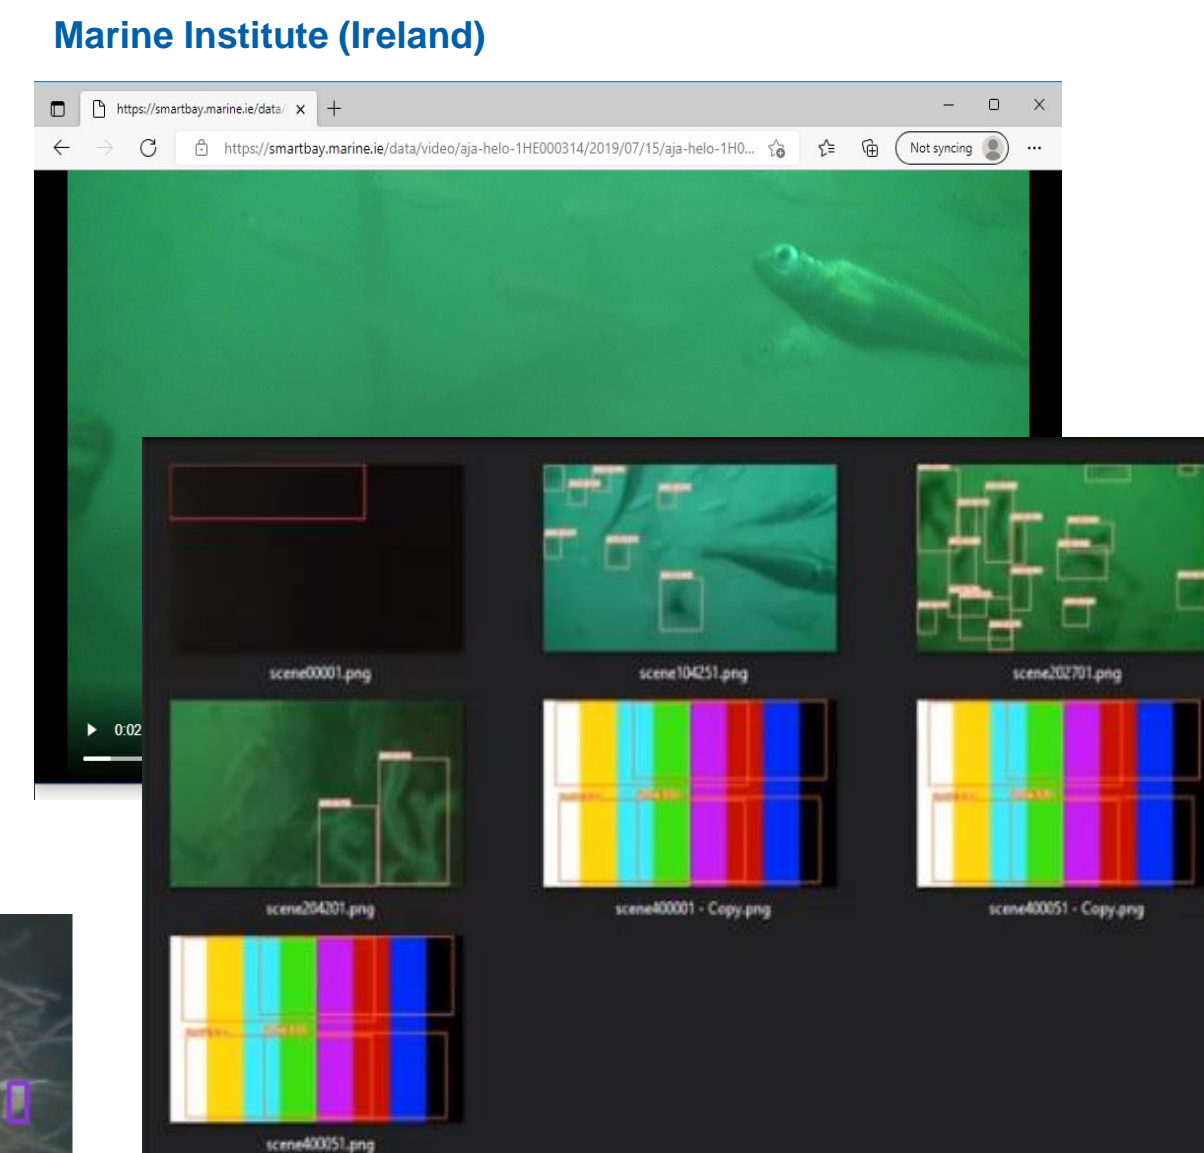 Marine Institute (Ireland)
https://smartbay.marine.ie/data/
https://smartbay.marine.ie/data/video/aja-helo-1HE000314/2019/07/15/aja-helo-1H0...
Not syncing
0:02
scene00001.png
scene104251.png
scene202701.png
scene204201.png
scene400001 - Copy.png
scene400051 - Copy.png
scene400051.png